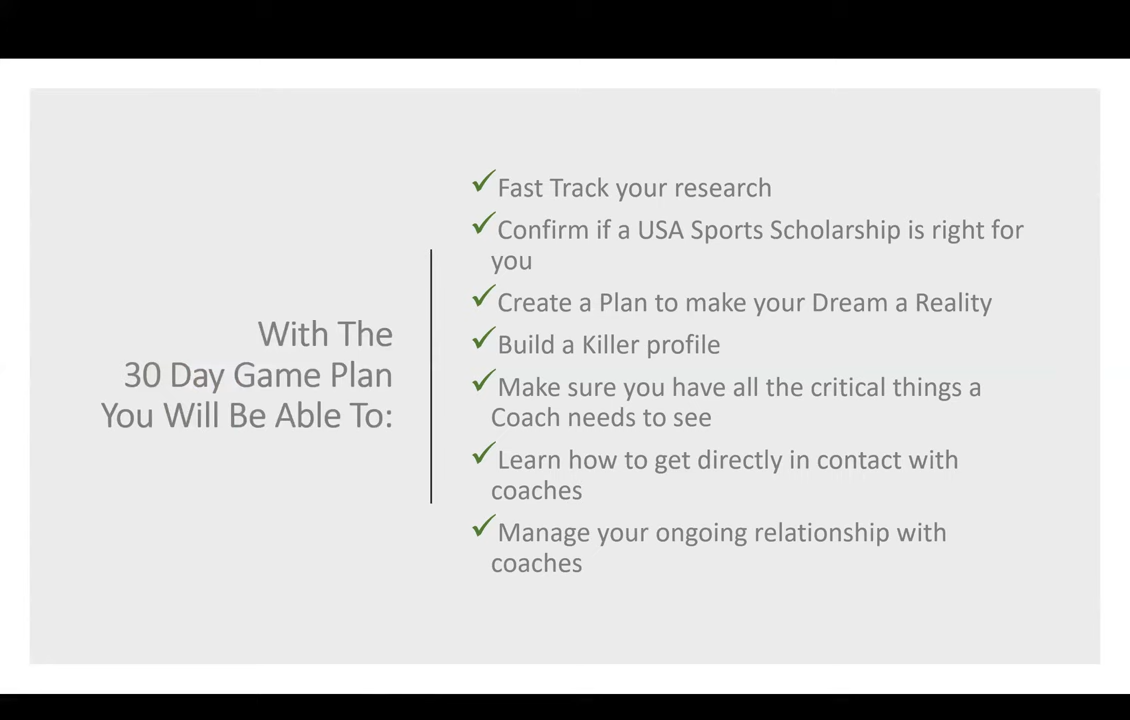 With The
30 Day Game Plan
You Will Be Able To:
✓Fast Track your research
✓Confirm if a USA Sports Scholarship is right for
you
✓Create a Plan to make your Dream a Reality
✓Build a Killer profile
✓Make sure you have all the critical things a
Coach needs to see
✓Learn how to get directly in contact with
coaches
✓Manage your ongoing relationship with
coaches